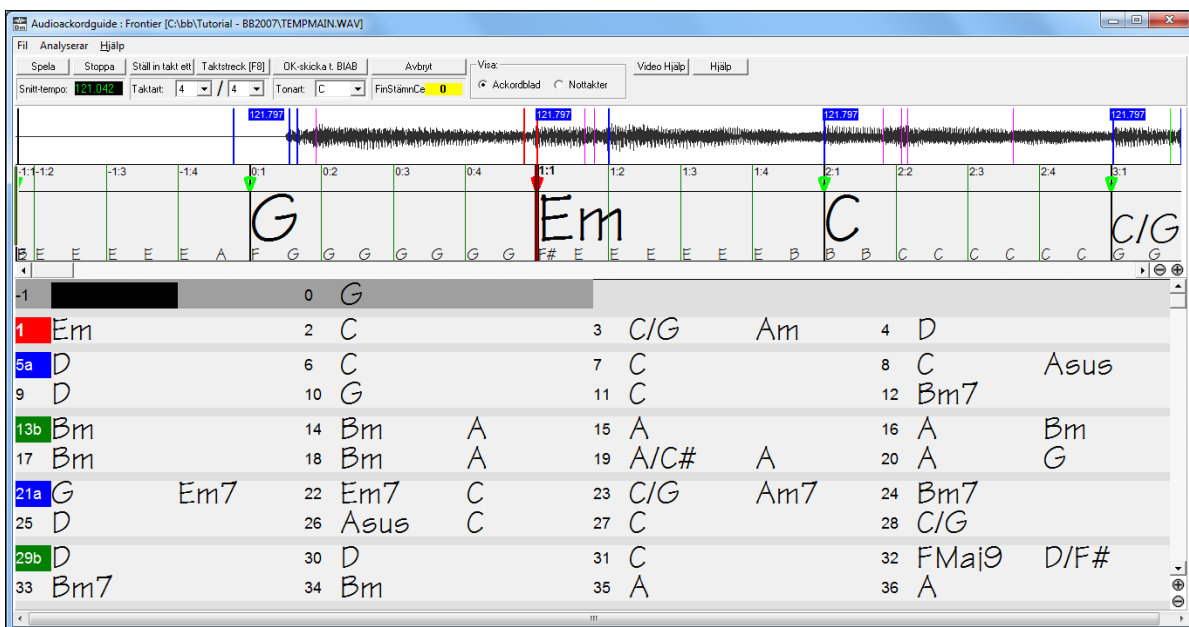 Audioackordguide : Frontier [C:\bb\Tutorial - BB2007\TEMPMAIN.WAV]
Fil Analyserar Hjälp
Spela Stoppa Ställ in takt ett Taktstreck [F8] OK-skicka t. BIAB Avbryt Visa: Video Hjälp Hjälp
Snitt-tempo: 121.042 Taktart: 4 / 4 Tonart: C FinStämnCe 0 Ackordblad Nottakter
121.797 121.797 121.797 121.797
-1:1 -1:2 -1:3 -1:4 0:1 0:2 0:3 0:4 1:1 1:2 1:3 1:4 2:1 2:2 2:3 2:4 3:1
G Em C C/G
E E E E E A F G G G G G G G F# E E E E E E B B B C C C C C C G G
-1 0 G
1 Em 2 C 3 C/G Am 4 D
5a D 6 C 7 C 8 C Asus
9 D 10 G 11 C 12 Bm7
13b Bm 14 Bm A 15 A 16 A Bm
17 Bm 18 Bm A 19 A/C# A 20 A G
21a G Em7 22 Em7 C 23 C/G Am7 24 Bm7
25 D 26 Asus C 27 C 28 C/G
29b D 30 D 31 C 32 FMaj9 D/F#
33 Bm7 34 Bm 35 A 36 A